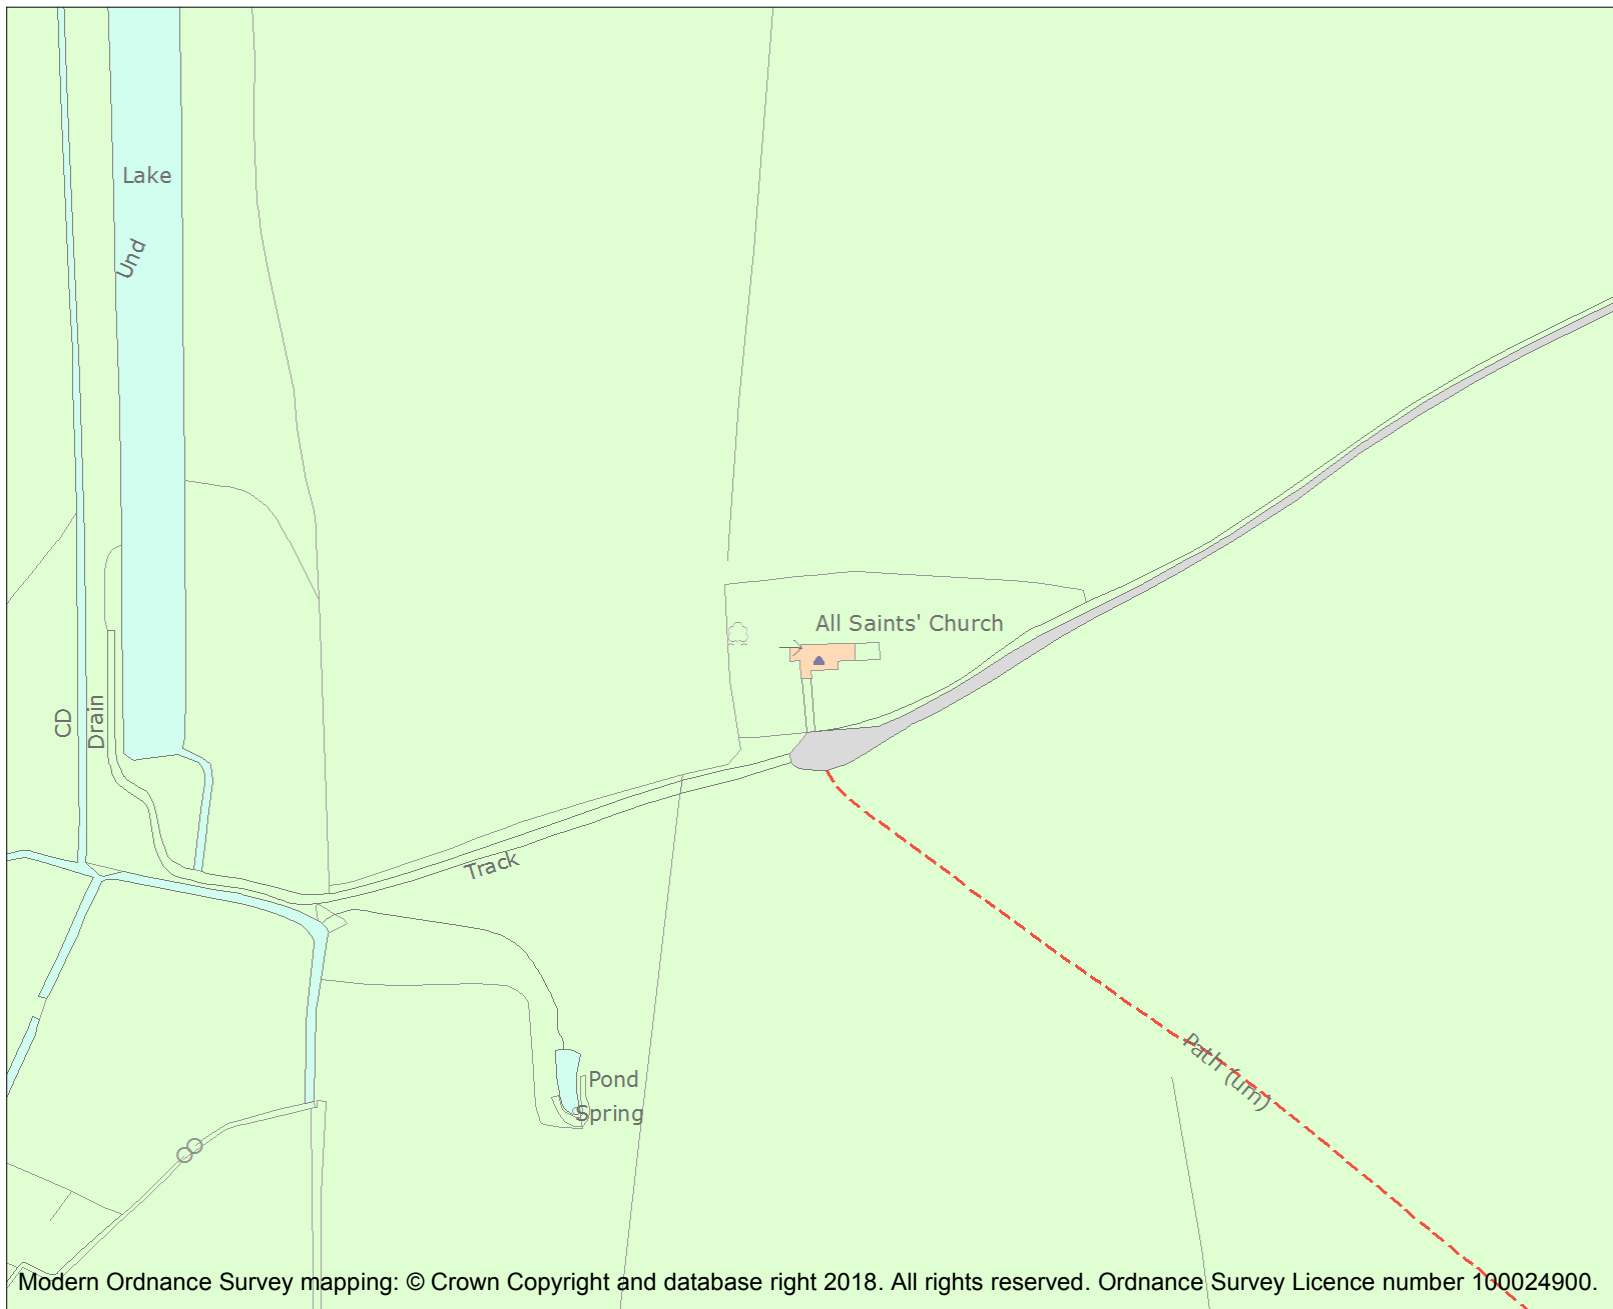 Lake
Und
All Saints' Church
CD
Drain
Track
Path (um)
Pond
Spring
Modern Ordnance Survey mapping: © Crown Copyright and database right 2018. All rights reserved. Ordnance Survey Licence number 100024900.